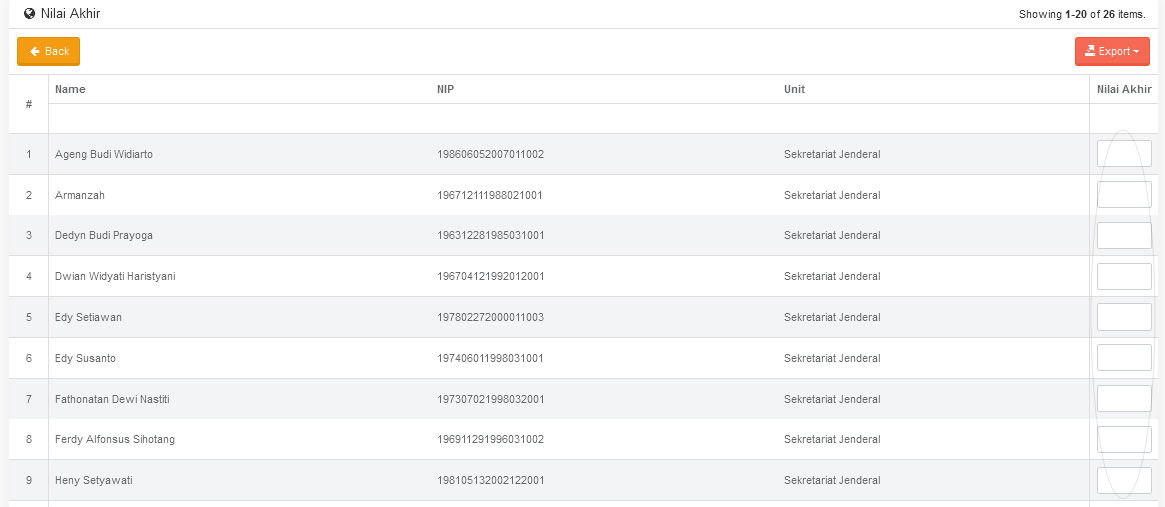 Nilai Akhir
Showing 1-20 of 26 items.
Back
Export
# Name NIP Unit Nilai Akhir
1 Ageng Budi Widiarto 198606052007011002 Sekretariat Jenderal
2 Armanzah 196712111988021001 Sekretariat Jenderal
3 Dedyn Budi Prayoga 196312281985031001 Sekretariat Jenderal
4 Dwian Widyati Haristyani 196704121992012001 Sekretariat Jenderal
5 Edy Setiawan 197802272000011003 Sekretariat Jenderal
6 Edy Susanto 197406011998031001 Sekretariat Jenderal
7 Fathonatan Dewi Nastiti 197307021998032001 Sekretariat Jenderal
8 Ferdy Alfonsus Sihotang 196911291996031002 Sekretariat Jenderal
9 Heny Setyawati 198105132002122001 Sekretariat Jenderal